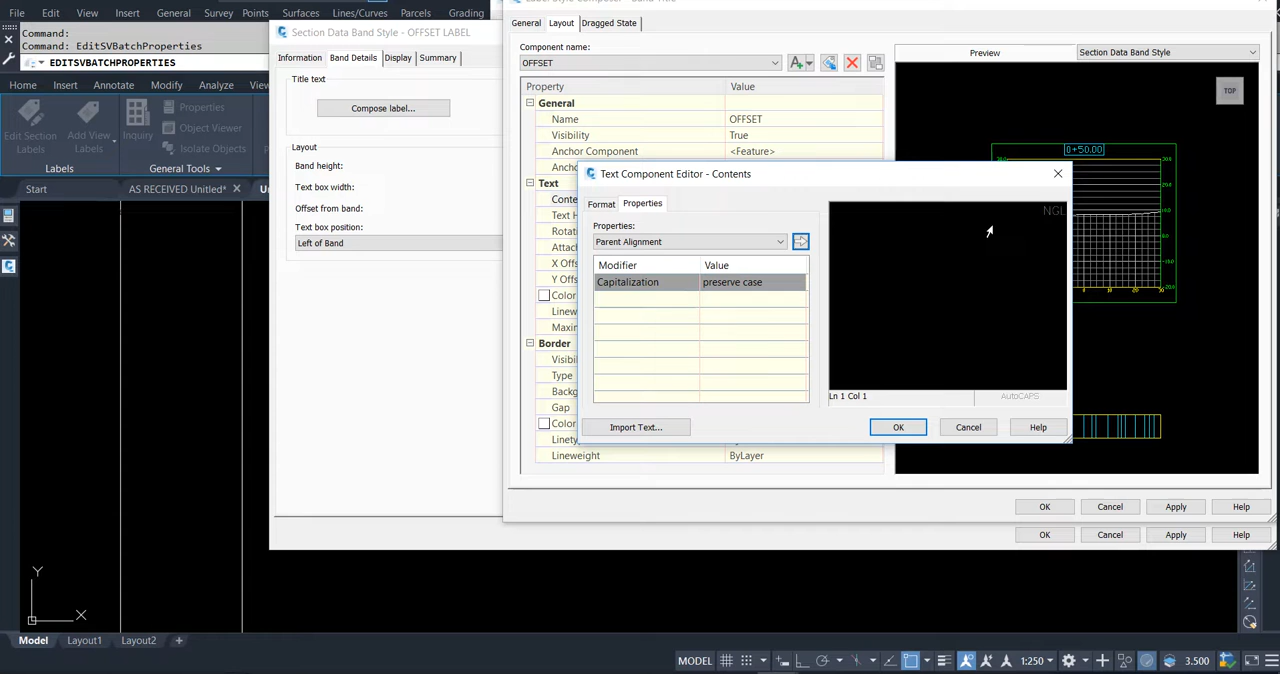 File Edit View Insert General Survey Points Surfaces Lines/Curves Parcels Grading
Command:
Command: EditSVBatchProperties
EDITSVBATCHPROPERTIES
Home Insert Annotate Modify Analyze
Edit Section Labels
Add View Labels
Inquiry
Properties
Object Viewer
Isolate Objects
Labels
General Tools
Start
AS RECEIVED Untitled*
Section Data Band Style - OFFSET LABEL
Information Band Details Display Summary
Title text
Compose label...
Layout
Band height:
Text box width:
Offset from band:
Text box position:
Left of Band
General Layout Dragged State
Component name:
OFFSET
Property Value
General
Name OFFSET
Visibility True
Anchor Component <Feature>
Text
Border
Lineweight ByLayer
Preview
Section Data Band Style
TOP
0+50.00
Text Component Editor - Contents
Format Properties
Properties:
Parent Alignment
Modifier Value
Capitalization preserve case
NGL
Ln 1 Col 1
AutoCAPS
Import Text...
OK Cancel Help
OK Cancel Apply Help
OK Cancel Apply Help
Y
X
Model Layout1 Layout2 +
MODEL
1:250
3.500